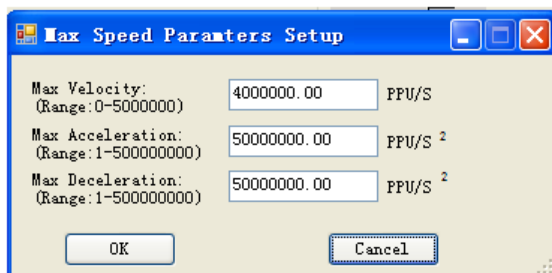 Max Speed Paramters Setup
Max Velocity:
(Range:0-5000000)
4000000.00
PPU/S
Max Acceleration:
(Range:1-500000000)
50000000.00
PPU/S 2
Max Deceleration:
(Range:1-500000000)
50000000.00
PPU/S 2
OK
Cancel